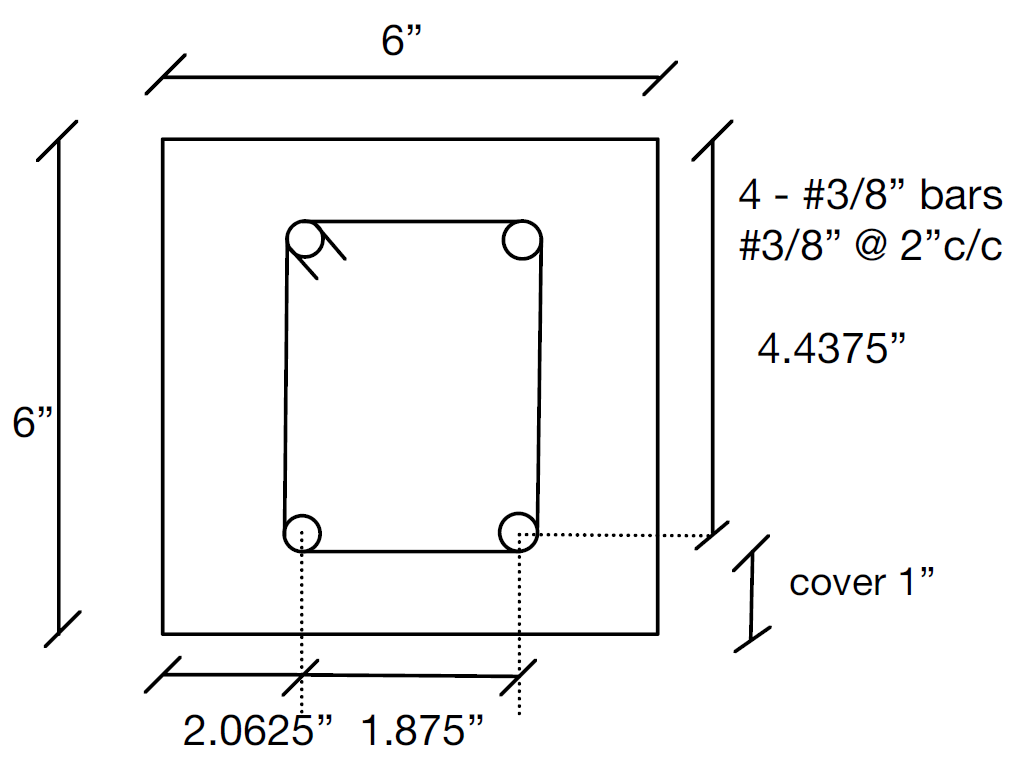 6”
4 - #3/8” bars
#3/8” @ 2”c/c
4.4375”
6”
cover 1”
2.0625” 1.875”